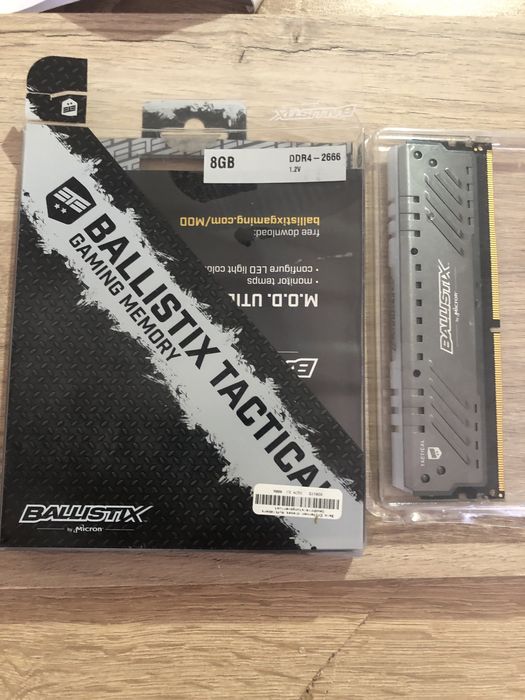 BALLISTIX
8GB
DDR4-2666
1.2V
BALLISTIX TACTICAL
GAMING MEMORY
M.O.D. UTIL
• monitor temps
• configure LED light color
free download:
ballistixgaming.com/MOD
BALLISTIX
by Micron
BALLISTIX
by Micron
TACTICAL